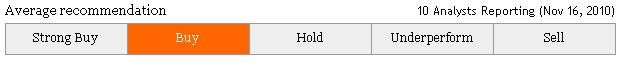 Average recommendation 10 Analysts Reporting (Nov 16, 2010)
Strong Buy Buy Hold Underperform Sell